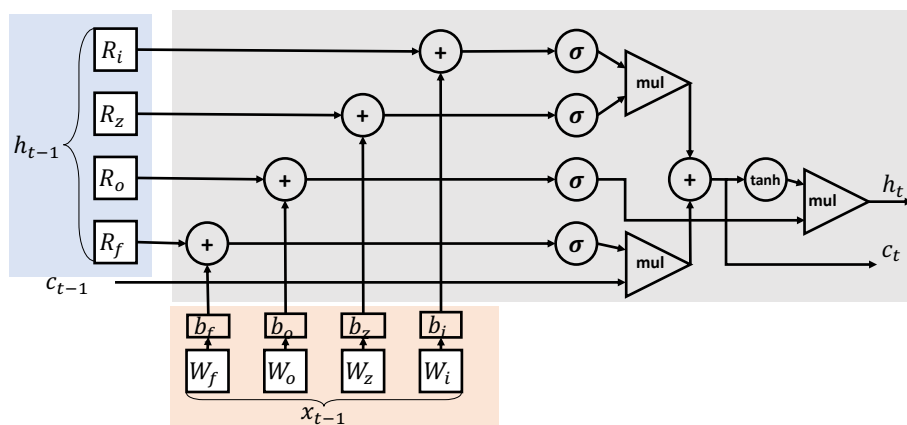 R_i + σ
mul
R_z + σ
h_{t-1}
R_o + σ + tanh mul h_t
R_f + σ mul c_t
c_{t-1}
b_f b_o b_z b_i
W_f W_o W_z W_i
x_{t-1}